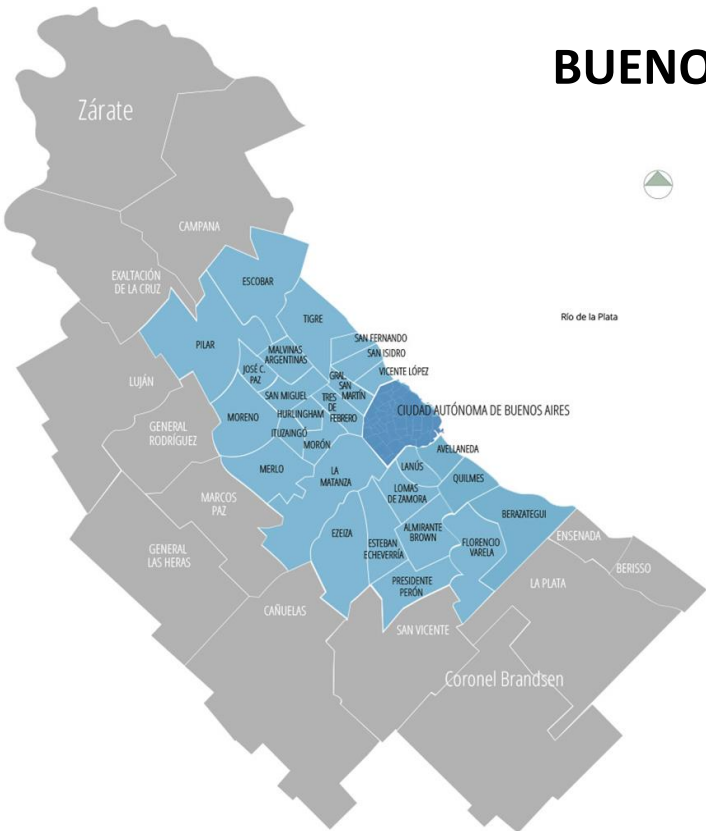 BUENO
Zárate
CAMPANA
EXALTACIÓN
DE LA CRUZ
ESCOBAR
Río de la Plata
TIGRE
SAN FERNANDO
PILAR
SAN ISIDRO
MALVINAS
ARGENTINAS
VICENTE LÓPEZ
JOSÉ C.
PAZ
GRAL.
SAN
MARTÍN
LUJÁN
SAN MIGUEL
TRES
DE
FEBRERO
CIUDAD AUTÓNOMA DE BUENOS AIRES
HURLINGHAM
MORENO
GENERAL
RODRÍGUEZ
ITUZAINGÓ
MORÓN
AVELLANEDA
MERLO
LA
MATANZA
LANÚS
QUILMES
LOMAS
DE ZAMORA
MARCOS
PAZ
BERAZATEGUI
EZEIZA
ALMIRANTE
BROWN
ESTEBAN
ECHEVERRÍA
FLORENCIO
VARELA
ENSENADA
GENERAL
LAS HERAS
BERISSO
PRESIDENTE
PERÓN
LA PLATA
CAÑUELAS
SAN VICENTE
Coronel Brandsen